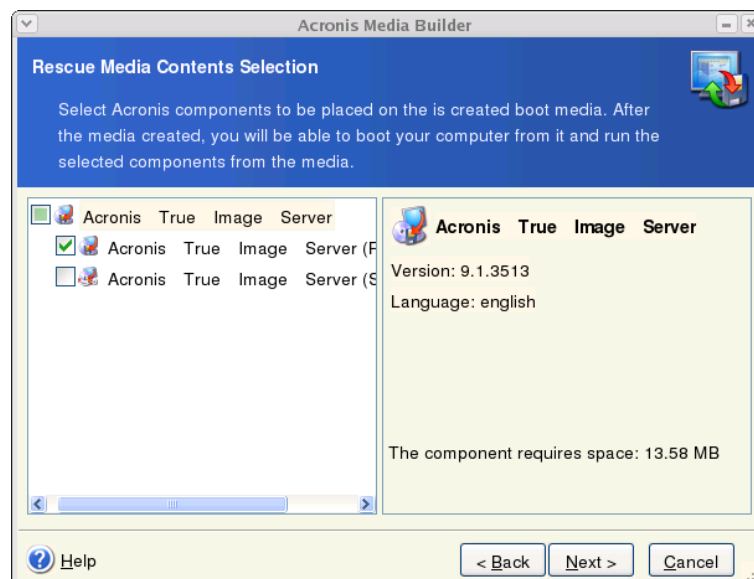 Acronis Media Builder
Rescue Media Contents Selection
Select Acronis components to be placed on the is created boot media. After
the media created, you will be able to boot your computer from it and run the
selected components from the media.
Acronis True Image Server
Acronis True Image Server (F
Acronis True Image Server (S
Acronis True Image Server
Version: 9.1.3513
Language: english
The component requires space: 13.58 MB
Help
< Back
Next >
Cancel